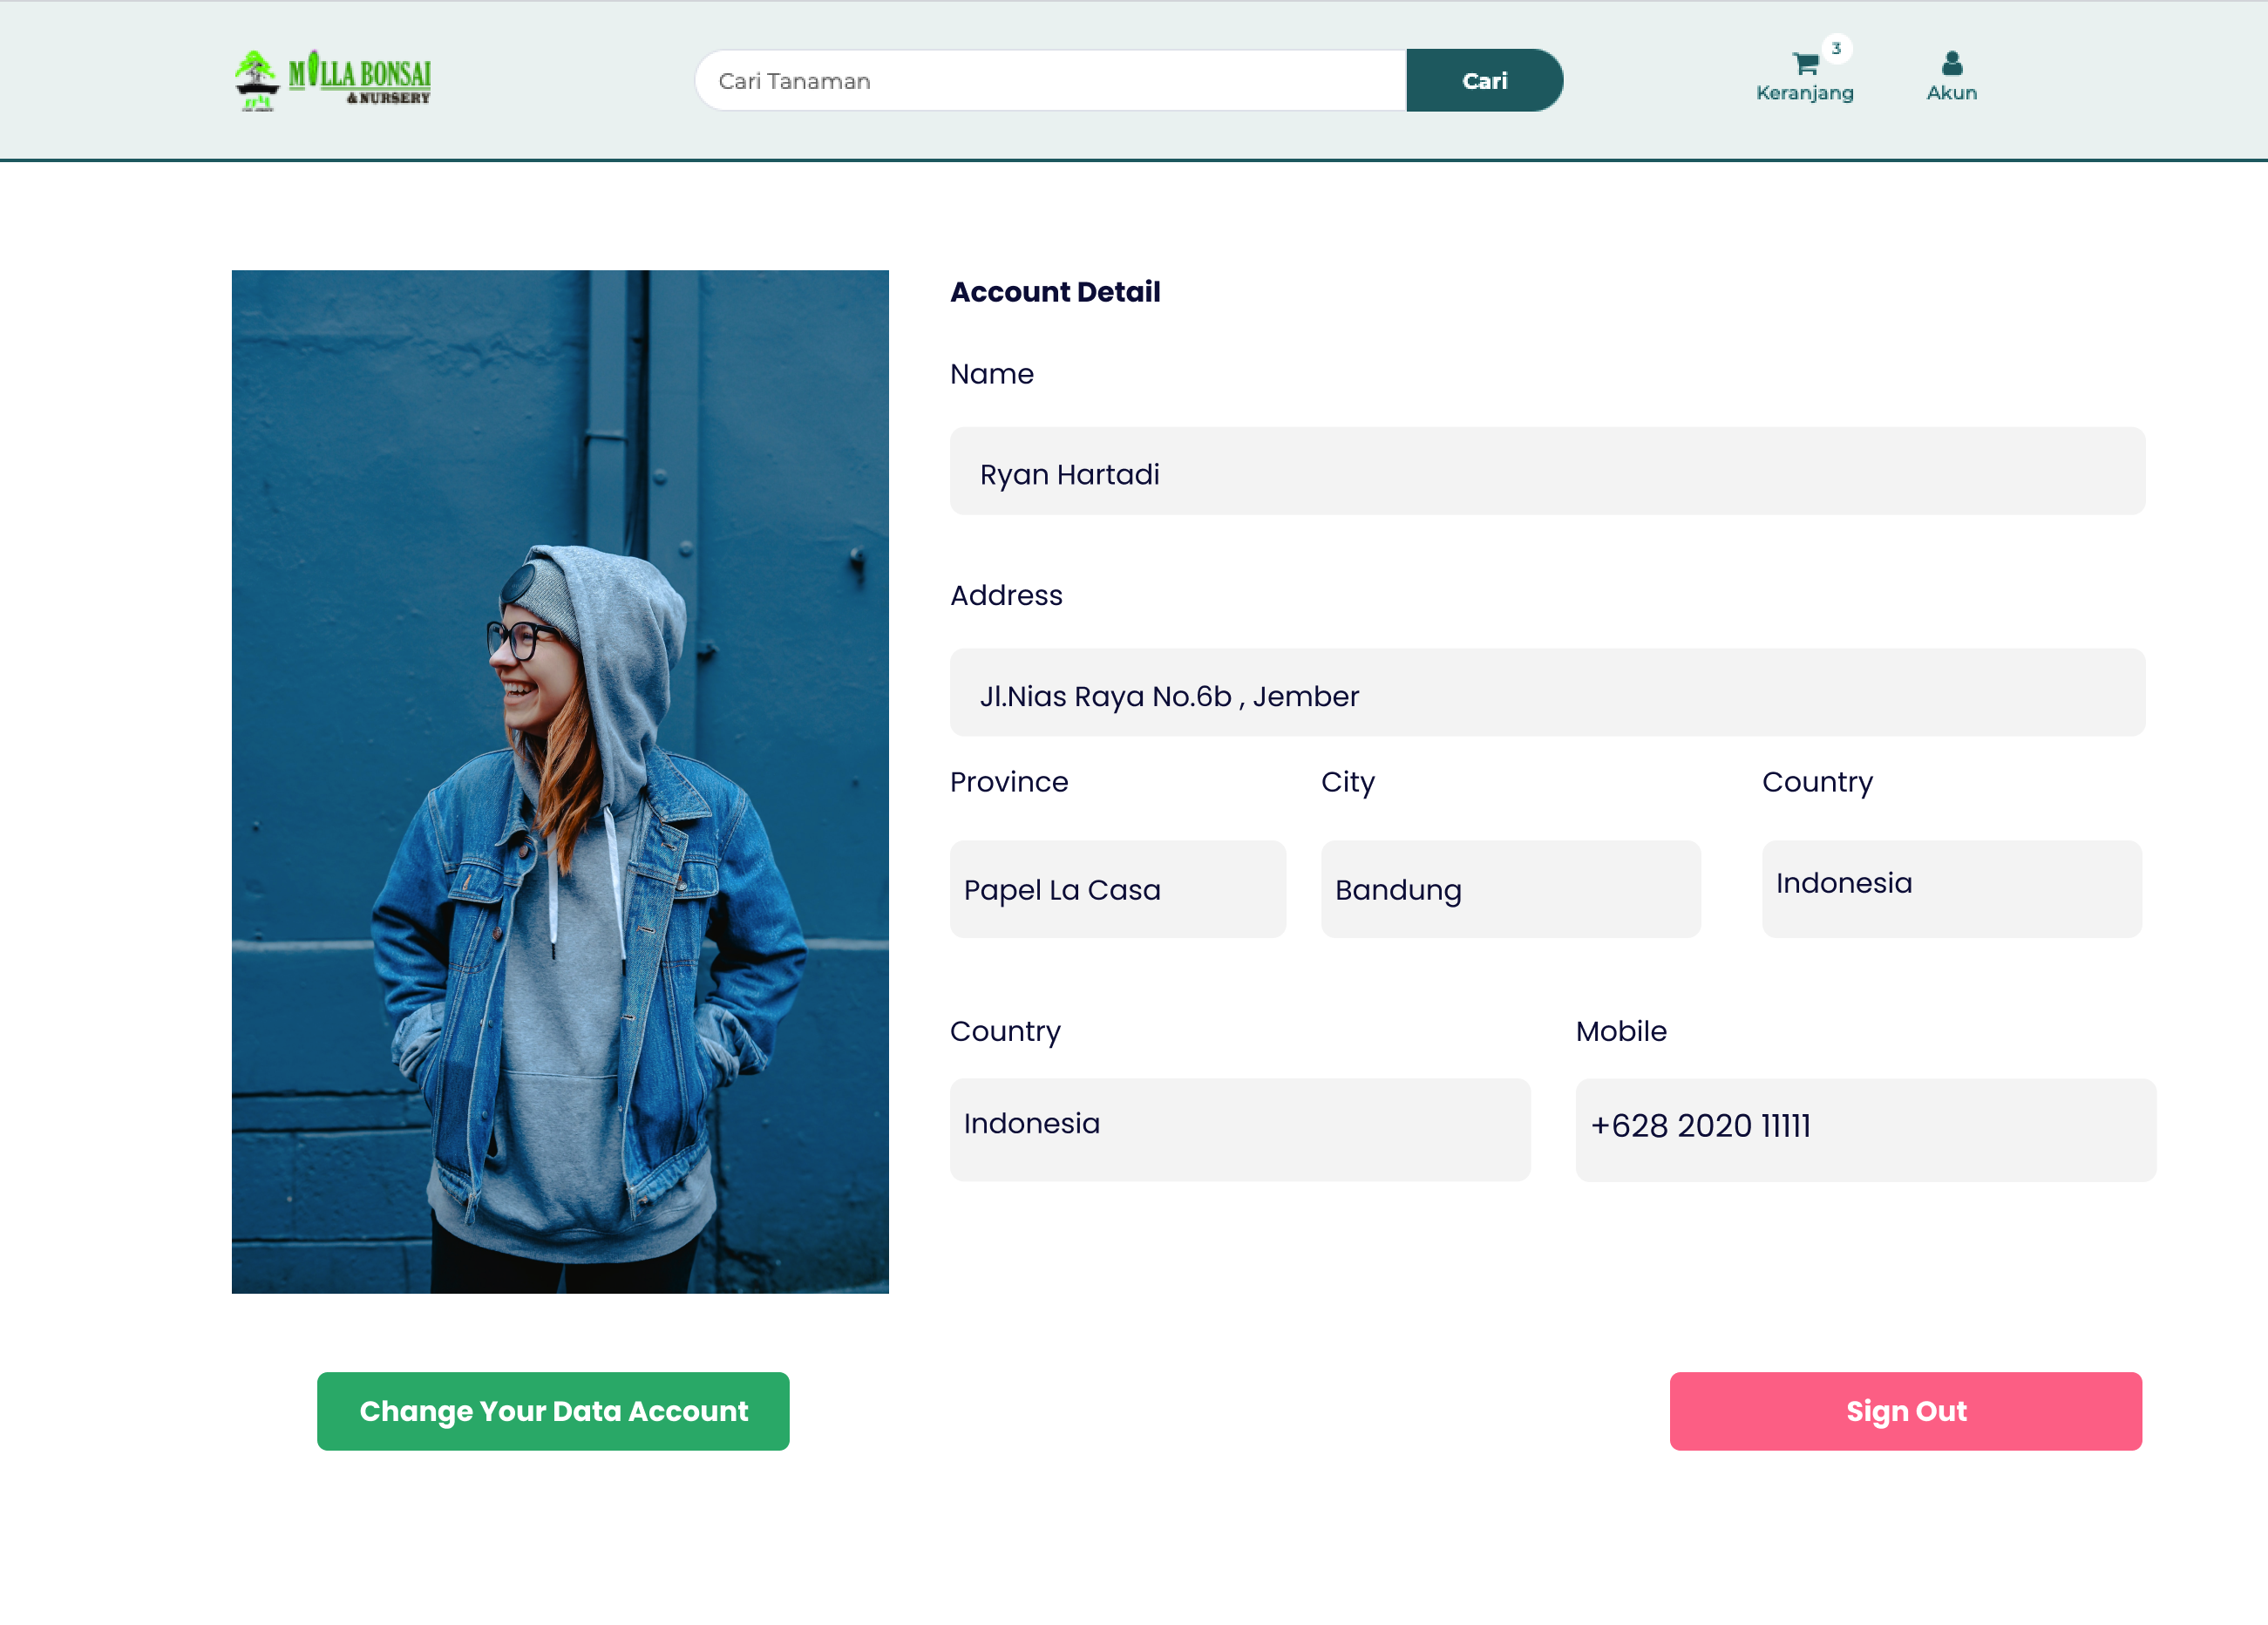 MILLA BONSAI
& NURSERY
Cari Tanaman
Cari
3
Keranjang
Akun
Account Detail
Name
Ryan Hartadi
Address
Jl.Nias Raya No.6b , Jember
Province
City
Country
Papel La Casa
Bandung
Indonesia
Country
Mobile
Indonesia
+628 2020 11111
Change Your Data Account
Sign Out